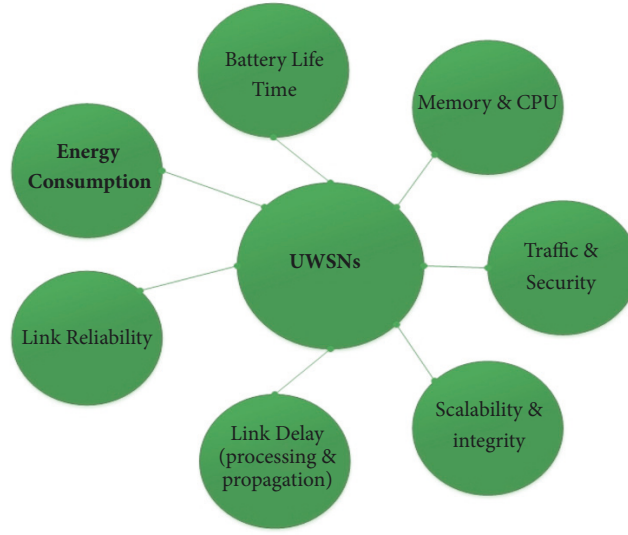 Battery Life
Time
Memory & CPU
Energy
Consumption
UWSNs
Traffic &
Security
Link Reliability
Scalability &
integrity
Link Delay
(processing &
propagation)